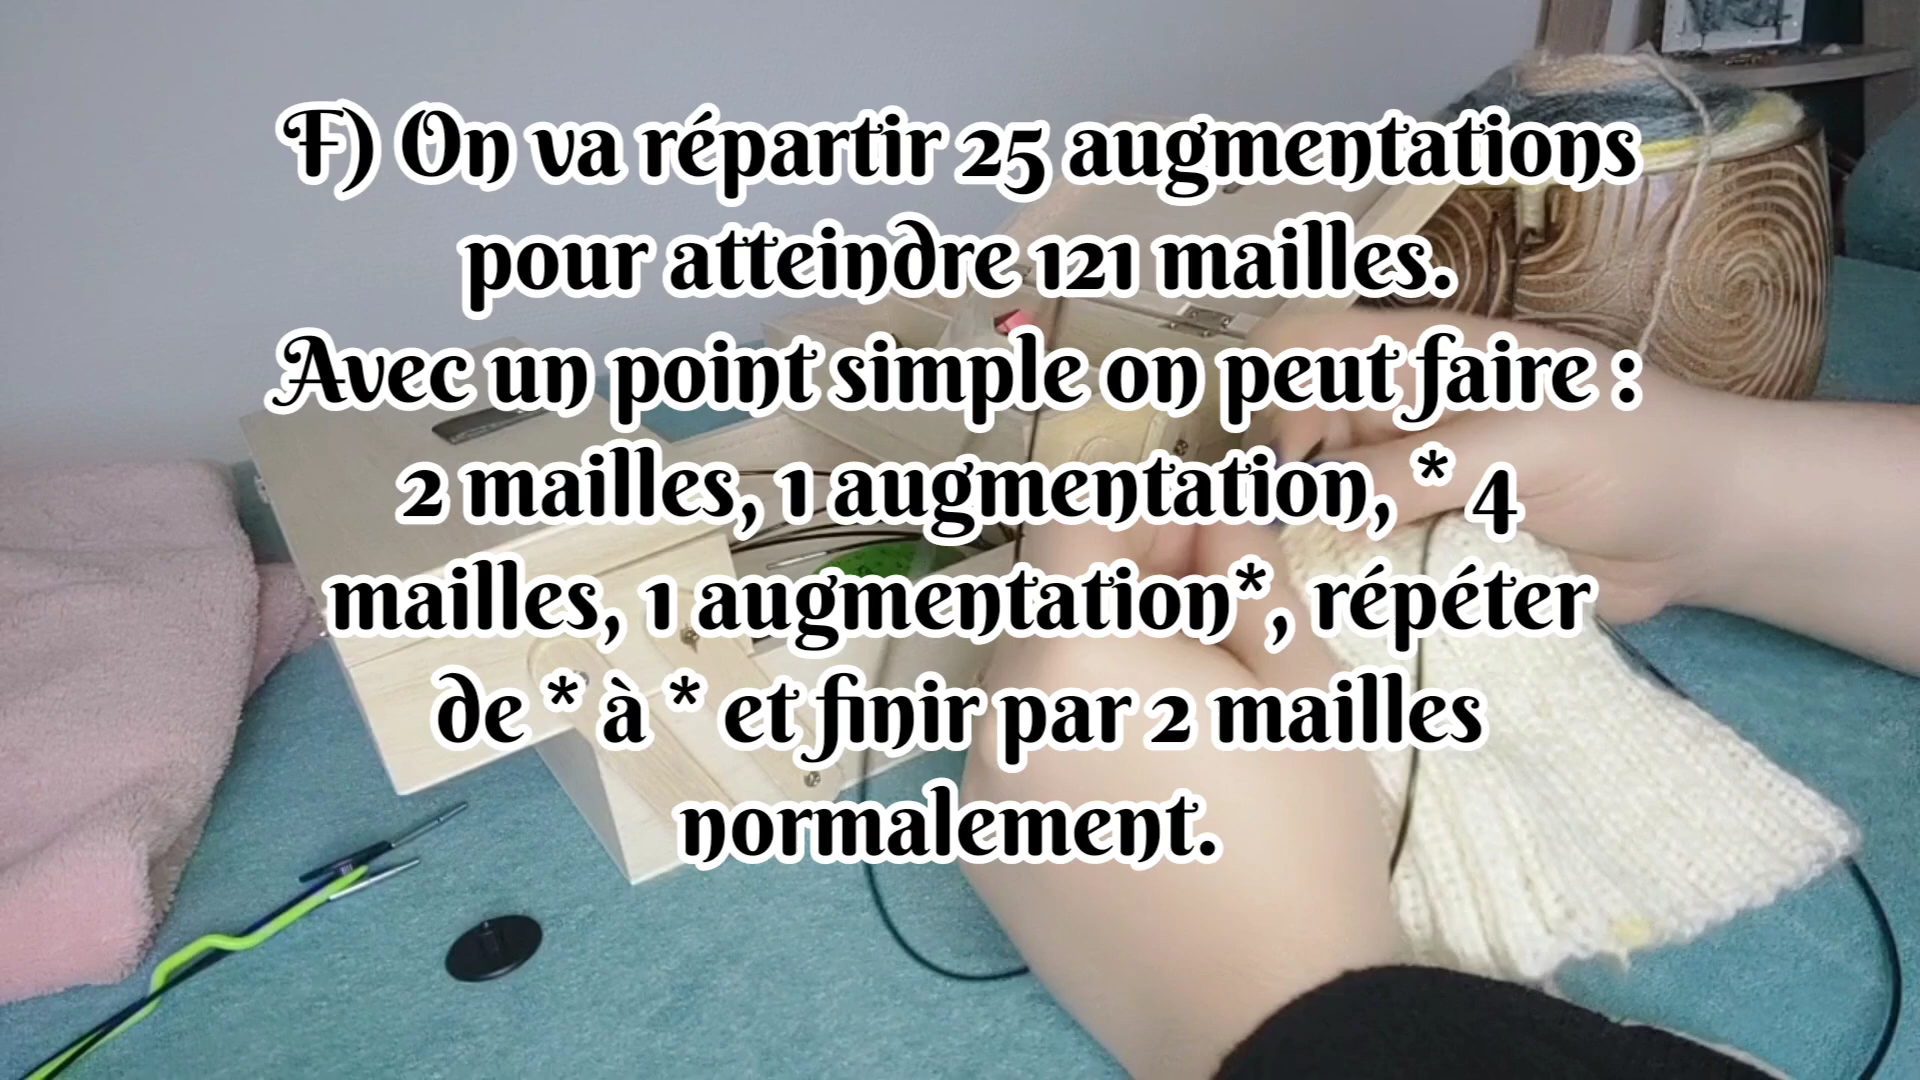 F) On va répartir 25 augmentations
pour atteindre 121 mailles.
Avec un point simple on peut faire :
2 mailles, 1 augmentation, * 4
mailles, 1 augmentation*, répéter
de * à * et finir par 2 mailles
normalement.